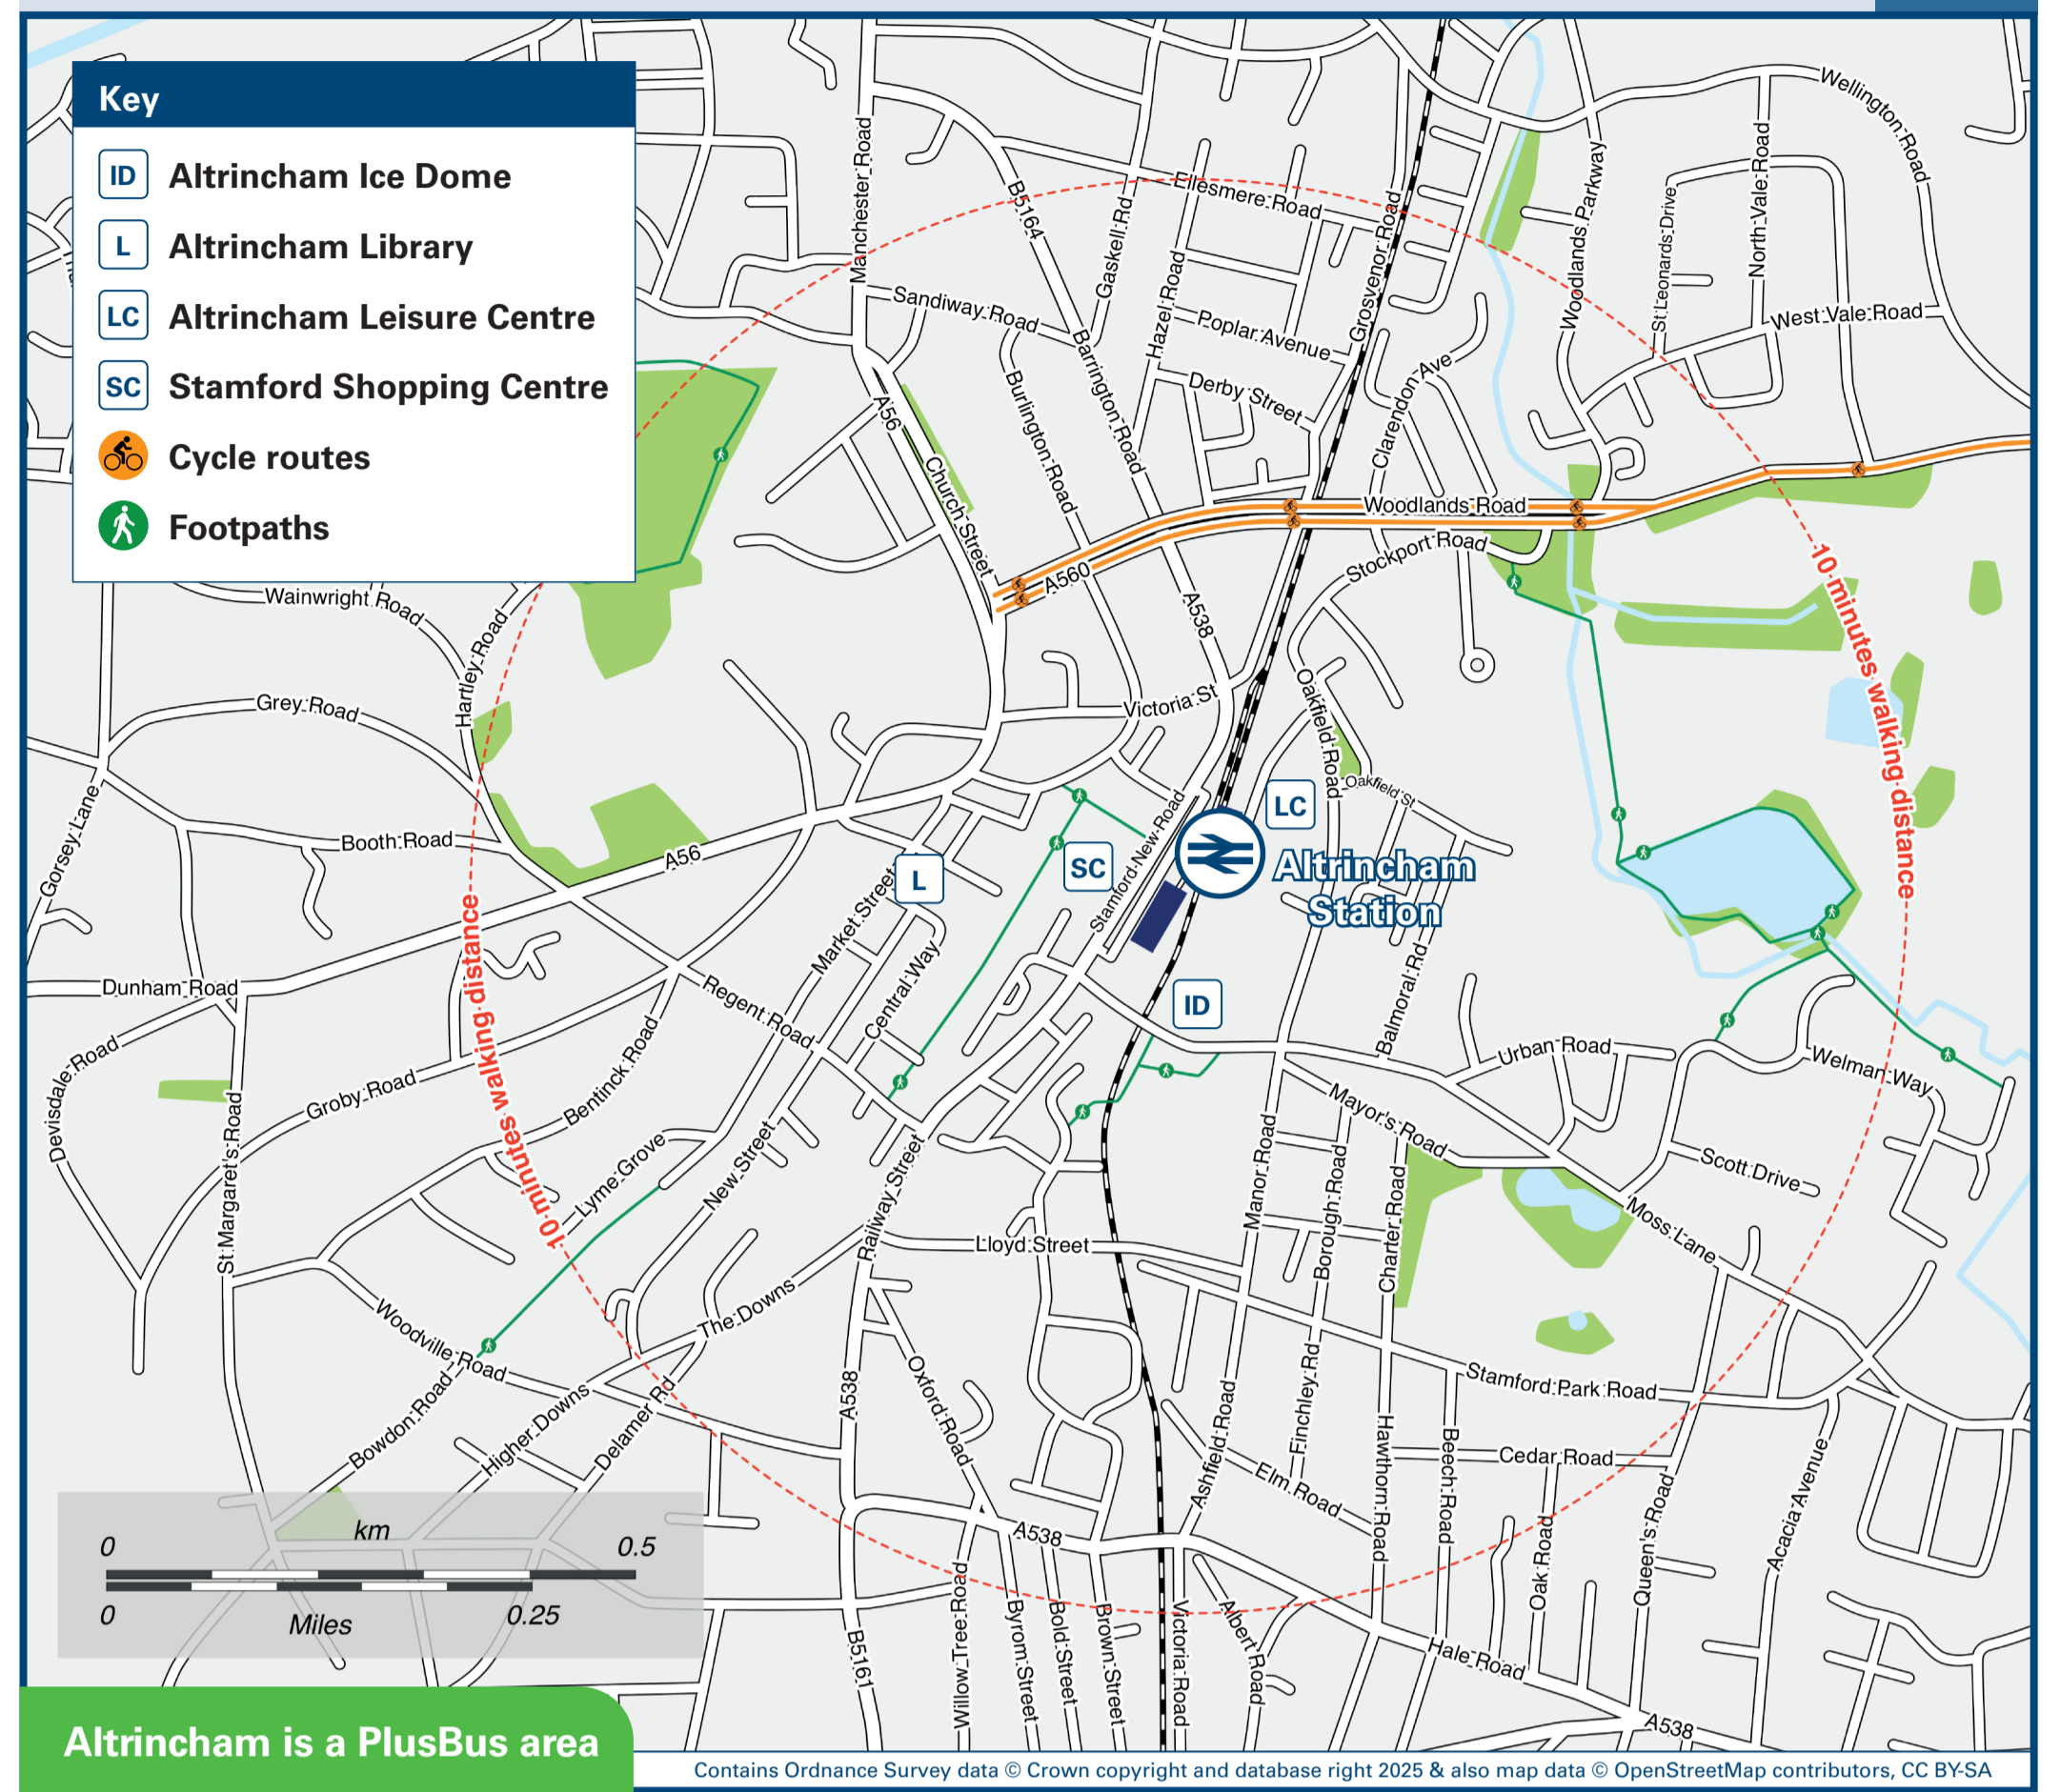 Key
ID Altrincham Ice Dome
L Altrincham Library
LC Altrincham Leisure Centre
SC Stamford Shopping Centre
Cycle routes
Footpaths
Wellington Road
Manchester Road
B5164
Ellesmere Road
Gaskell Rd
Hazel Road
Grosvenor Road
Woodlands Parkway
St Leonards Drive
North Vale Road
West Vale Road
Sandiway Road
Barrington Road
Poplar Avenue
Derby Street
Clarendon Ave
Burlington Road
A56
Church Street
Woodlands Road
Stockport Road
A560
A538
10 minutes walking distance
Wainwright Road
Hartley Road
Grey Road
Victoria St
Oakfield Road
Oakfield St
Gorsey Lane
Booth Road
A56
LC
L
SC
Stamford New Road
Altrincham
Station
Market Street
Central Way
ID
Balmoral Rd
Dunham Road
10 minutes walking distance
Regent Road
Devisdale Road
Groby Road
Bentinck Road
St Margaret's Road
Urban Road
Welman Way
Mayor's Road
Manor Road
Borough Road
Charter Road
Scott Drive
Moss Lane
Lyme Grove
New Street
Railway Street
Lloyd Street
The Downs
Woodville Road
Bowdon Road
Higher Downs
Delamer Rd
A538
Oxford Road
Ashfield Road
Finchley Rd
Hawthorn Road
Beech Road
Stamford Park Road
Cedar Road
Elm Road
Oak Road
Queen's Road
Acacia Avenue
A538
km
0 0.5
0 0.25
Miles
B5161
Willow Tree Road
Byrom Street
Bold Street
Brown Street
Victoria Road
Albert Road
Hale Road
A538
Altrincham is a PlusBus area
Contains Ordnance Survey data © Crown copyright and database right 2025 & also map data © OpenStreetMap contributors, CC BY-SA